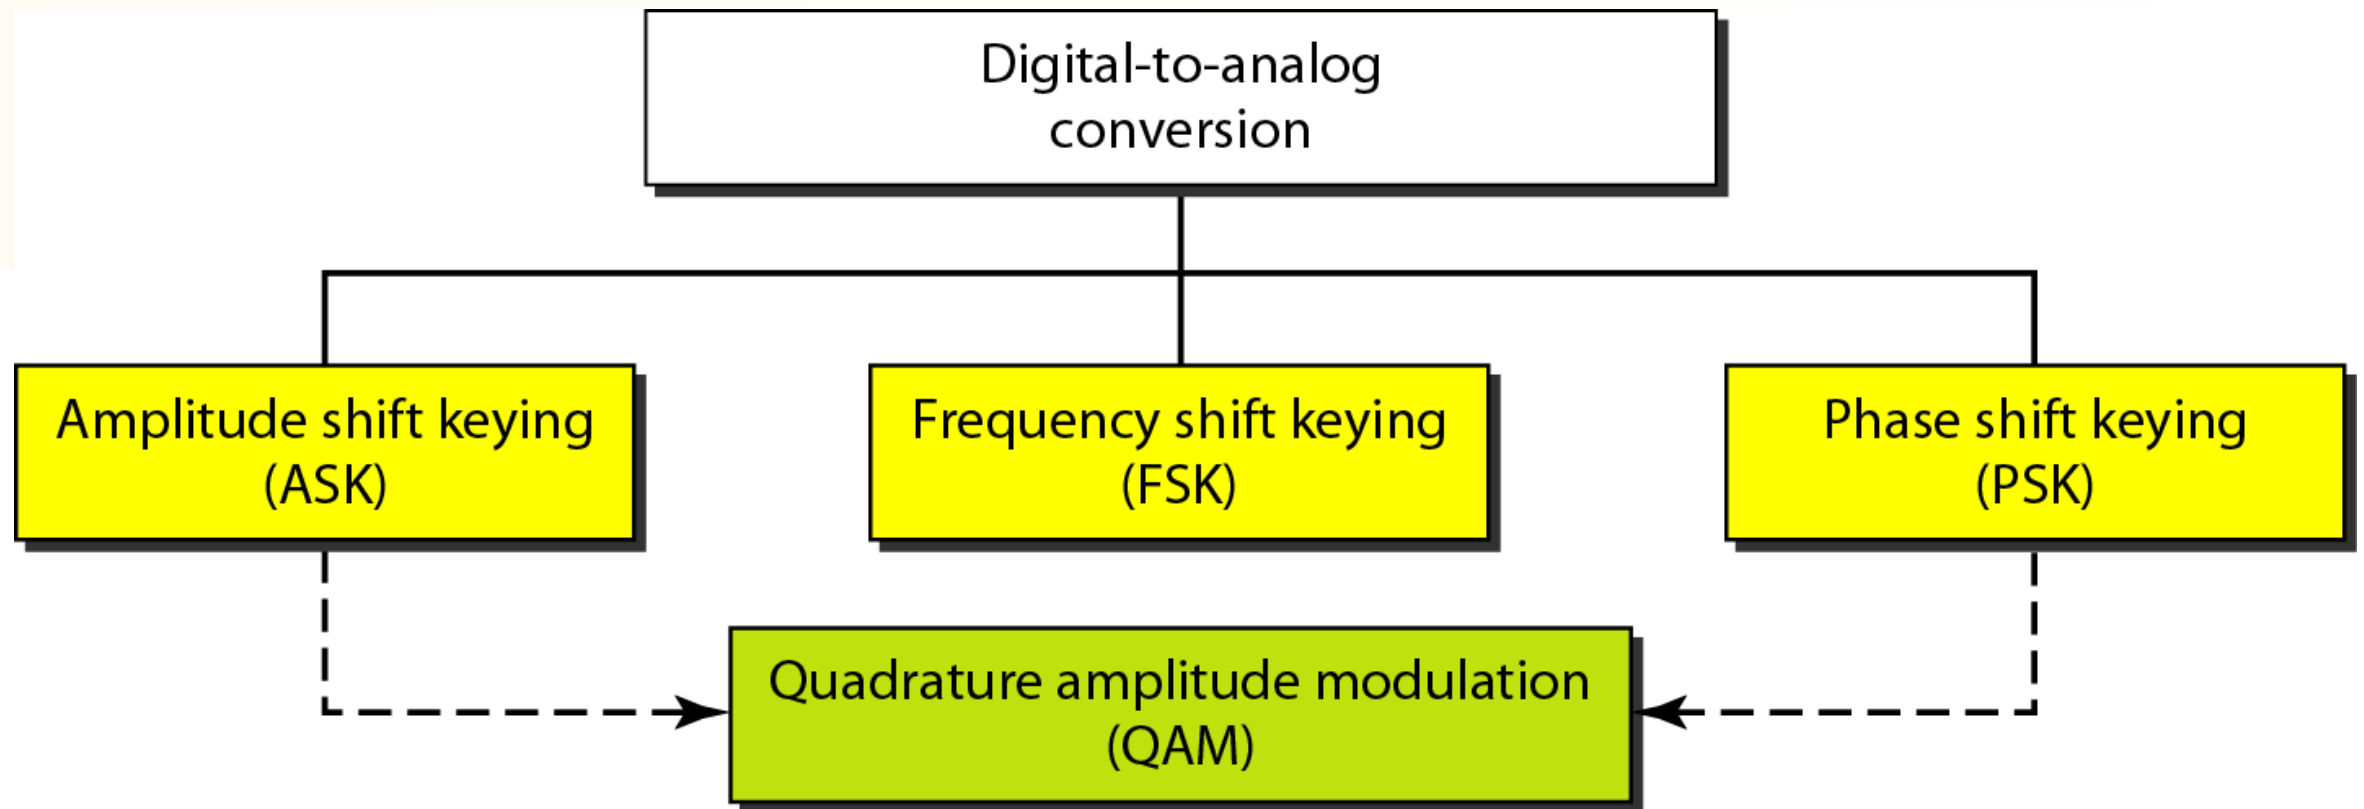 Digital-to-analog
conversion
Amplitude shift keying
(ASK)
Frequency shift keying
(FSK)
Phase shift keying
(PSK)
Quadrature amplitude modulation
(QAM)